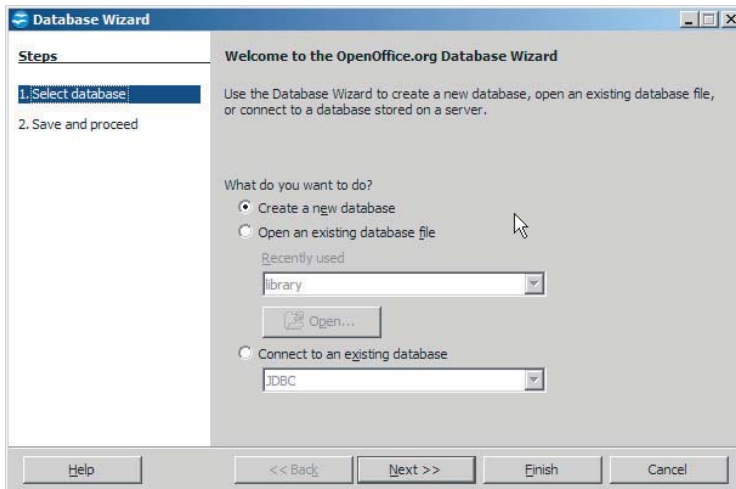 Database Wizard
Steps
1. Select database
2. Save and proceed
Welcome to the OpenOffice.org Database Wizard
Use the Database Wizard to create a new database, open an existing database file,
or connect to a database stored on a server.
What do you want to do?
Create a new database
Open an existing database file
Recently used
library
Open...
Connect to an existing database
JDBC
Help
<< Back
Next >>
Finish
Cancel